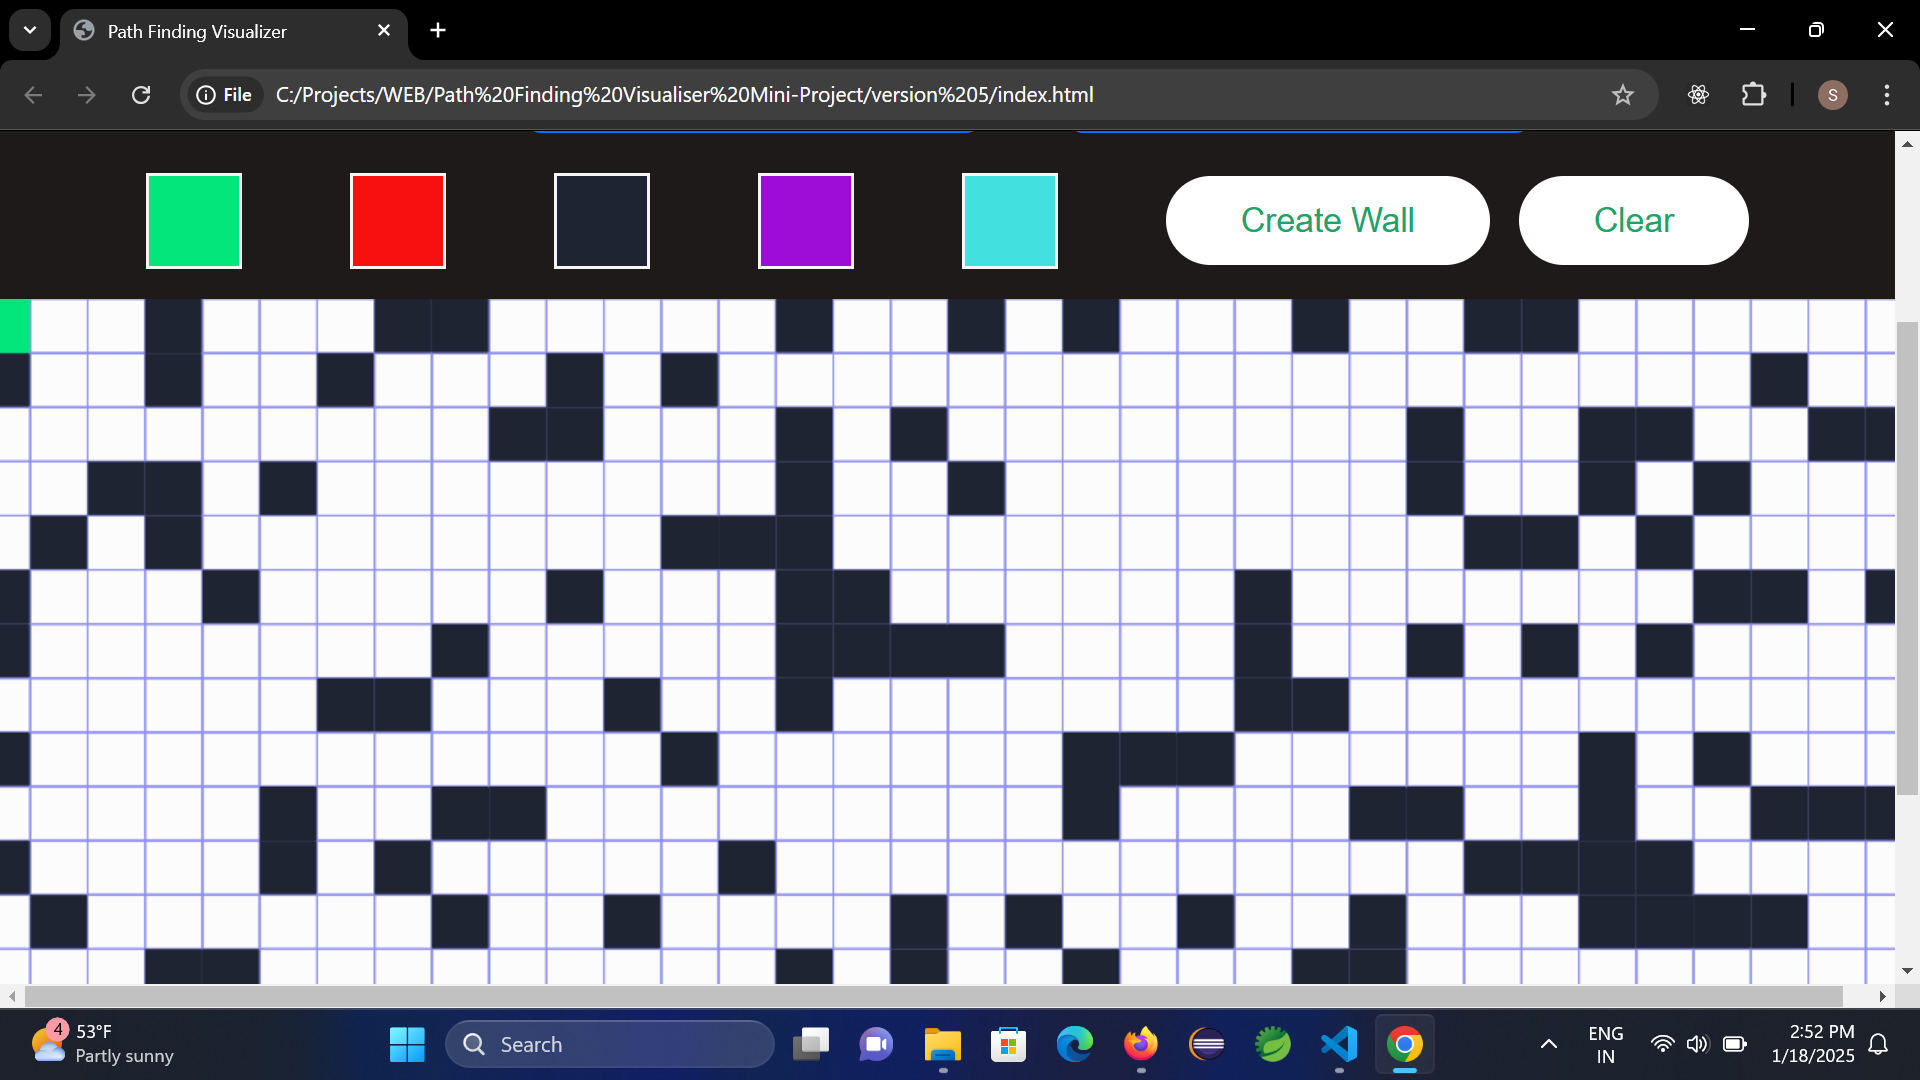 Path Finding Visualizer
File
C:/Projects/WEB/Path%20Finding%20Visualiser%20Mini-Project/version%205/index.html
S
Create Wall
Clear
4
53°F
Partly sunny
Search
ENG
IN
2:52 PM
1/18/2025